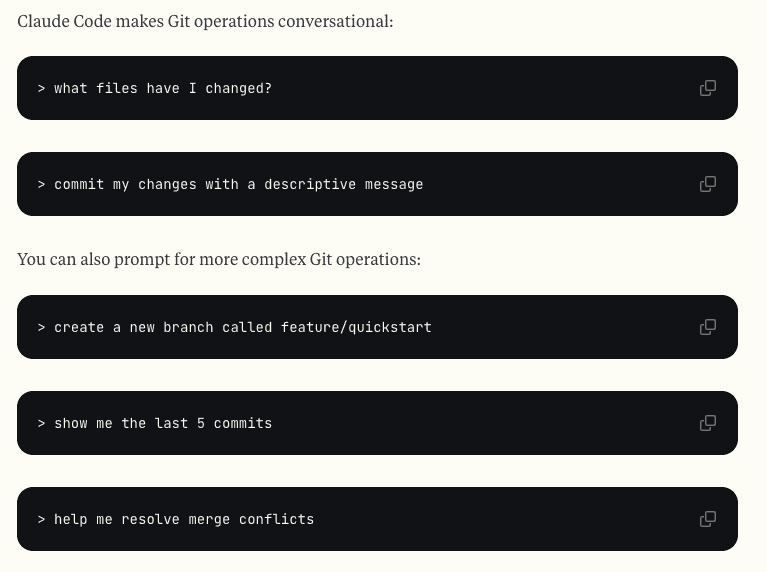 Claude Code makes Git operations conversational:
> what files have I changed?
> commit my changes with a descriptive message
You can also prompt for more complex Git operations:
> create a new branch called feature/quickstart
> show me the last 5 commits
> help me resolve merge conflicts